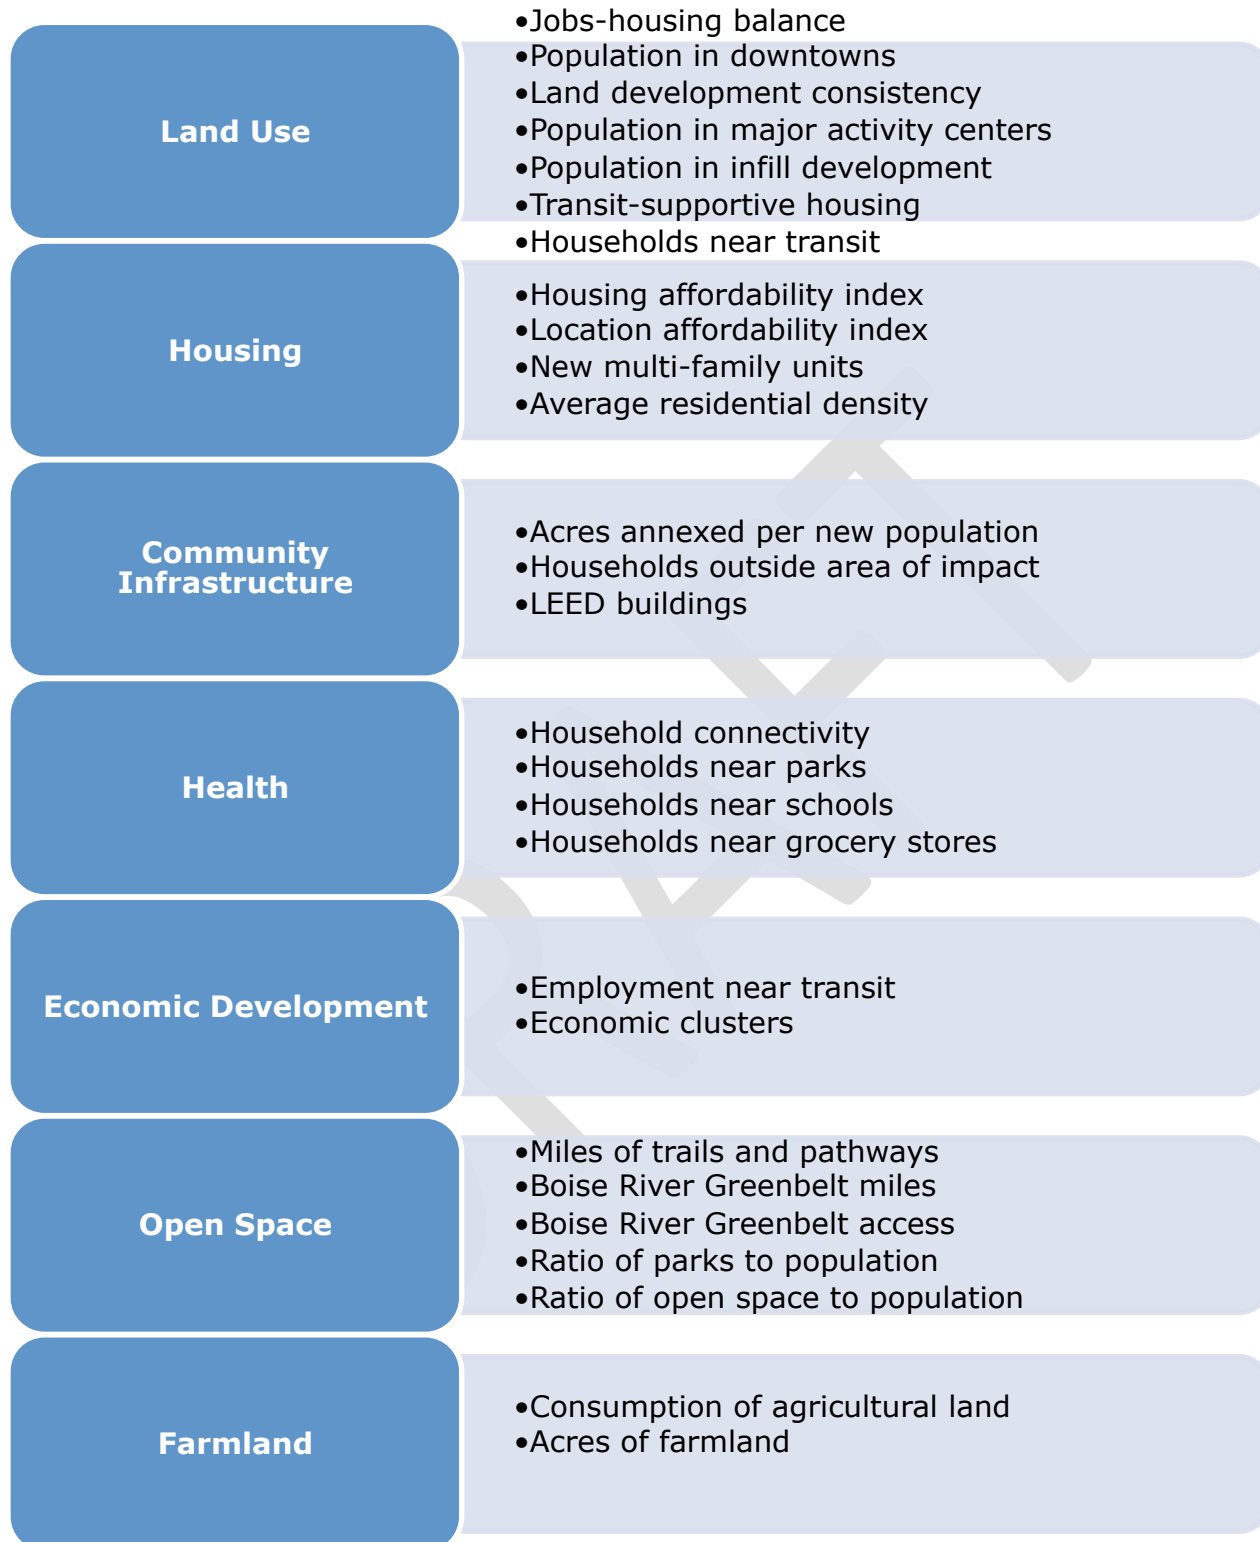 Land Use
•Jobs-housing balance
•Population in downtowns
•Land development consistency
•Population in major activity centers
•Population in infill development
•Transit-supportive housing
•Households near transit
Housing
•Housing affordability index
•Location affordability index
•New multi-family units
•Average residential density
Community
Infrastructure
•Acres annexed per new population
•Households outside area of impact
•LEED buildings
Health
•Household connectivity
•Households near parks
•Households near schools
•Households near grocery stores
Economic Development
•Employment near transit
•Economic clusters
Open Space
•Miles of trails and pathways
•Boise River Greenbelt miles
•Boise River Greenbelt access
•Ratio of parks to population
•Ratio of open space to population
Farmland
•Consumption of agricultural land
•Acres of farmland
DRAFT